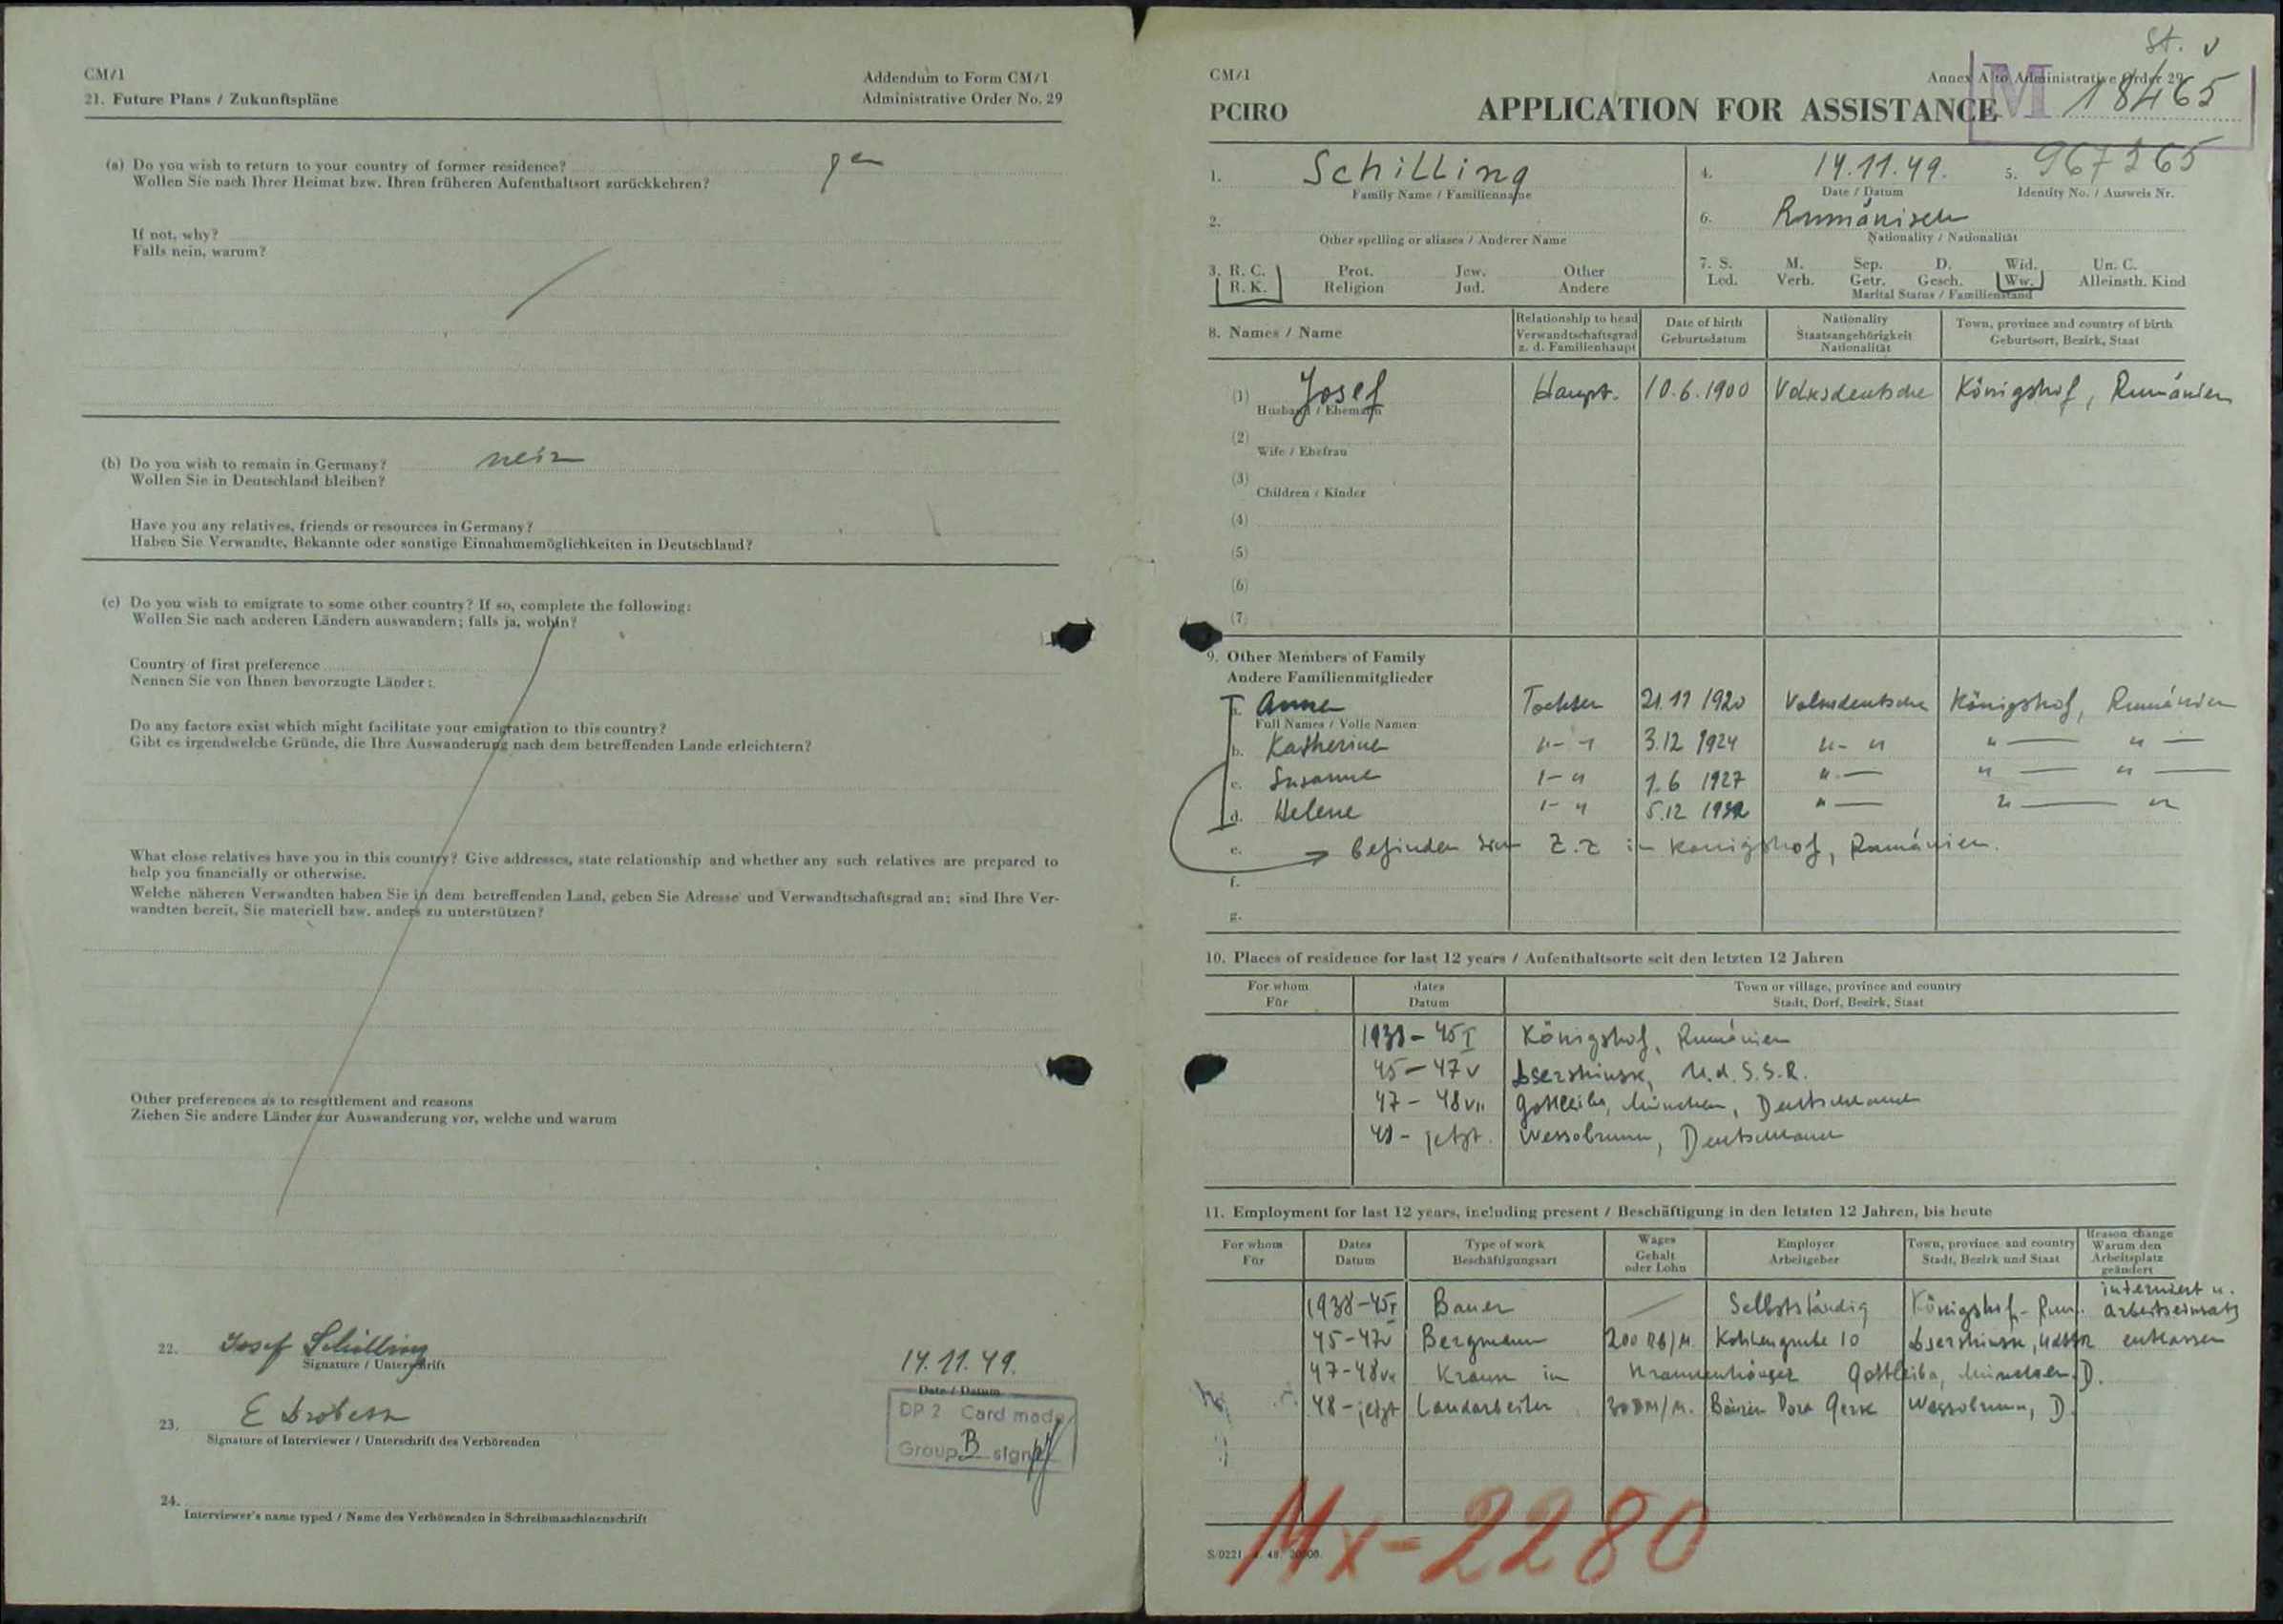 CM/1
Addendum to Form CM/1
21. Future Plans / Zukunftspläne
Administrative Order No. 29
(a) Do you wish to return to your country of former residence? ja
Wollen Sie nach Ihrer Heimat bzw. Ihren früheren Aufenthaltsort zurückkehren?
If not, why?
Falls nein, warum?
(b) Do you wish to remain in Germany? nein
Wollen Sie in Deutschland bleiben?
Have you any relatives, friends or resources in Germany?
Haben Sie Verwandte, Bekannte oder sonstige Einnahmemöglichkeiten in Deutschland?
(c) Do you wish to emigrate to some other country? If so, complete the following:
Wollen Sie nach anderen Ländern auswandern; falls ja, wohin?
Country of first preference
Nennen Sie von Ihnen bevorzugte Länder:
Do any factors exist which might facilitate your emigration to this country?
Gibt es irgendwelche Gründe, die Ihre Auswanderung nach dem betreffenden Lande erleichtern?
What close relatives have you in this country? Give addresses, state relationship and whether any such relatives are prepared to
help you financially or otherwise.
Welche näheren Verwandten haben Sie in dem betreffenden Land, geben Sie Adresse und Verwandtschaftsgrad an; sind Ihre Ver-
wandten bereit, Sie materiell bzw. anders zu unterstützen?
Other preferences as to resettlement and reasons
Ziehen Sie andere Länder zur Auswanderung vor, welche und warum
22. Josef Schilling
Signature / Unterschrift
14.11.49.
Date / Datum
23.
Signature of Interviewer / Unterschrift des Verhörenden
DP 2 Card made
Group B sign
24.
Interviewer's name typed / Name des Verhörenden in Schreibmaschinenschrift
St. v
CM/1
Annex A to Administrative Order 29
PCIRO
APPLICATION FOR ASSISTANCE
M 18465
1. Schilling
Family Name / Familienname
4. 14.11.49.
Date / Datum
5. 967265
Identity No. / Ausweis Nr.
2.
Other spelling or aliases / Anderer Name
6. Rumänisch
Nationality / Nationalität
3. R. C. Prot. Jew. Other
R. K. Religion Jud. Andere
7. S. M. Sep. D. Wid. Un. C.
Led. Verh. Getr. Gesch. Ww. Alleinsth. Kind
Marital Status / Familienstand
8. Names / Name
Relationship to head
Verwandtschaftsgrad
z. d. Familienhaupt
Date of birth
Geburtsdatum
Nationality
Staatsangehörigkeit
Nationalität
Town, province and country of birth
Geburtsort, Bezirk, Staat
(1) Josef Haupt. 10.6.1900 Volksdeutsche Königshof, Rumänien
Husband / Ehemann
(2)
Wife / Ehefrau
(3)
Children / Kinder
(4)
(5)
(6)
(7)
9. Other Members of Family
Andere Familienmitglieder
a. Anna Tochter 21.11 1920 Volksdeutsche Königshof, Rumänien
Full Names / Volle Namen
b. Katherina "- " 3.12 1924 "- " " — " —
c. Susanne "- " 1.6 1927 " — " — " —
d. Helene "- " 5.12 1932 " — " — "
e. Befinden sich z.z in Königshof, Rumänien.
f.
g.
10. Places of residence for last 12 years / Aufenthaltsorte seit den letzten 12 Jahren
For whom
Für
dates
Datum
Town or village, province and country
Stadt, Dorf, Bezirk, Staat
1938 - 45 I Königshof, Rumänien
45 - 47 V Dserzhinsk, U.d.S.S.R.
47 - 48 VII Gottleiba, München, Deutschland
48 - jetzt. Wessobrunn, Deutschland
11. Employment for last 12 years, including present / Beschäftigung in den letzten 12 Jahren, bis heute
For whom
Für
Dates
Datum
Type of work
Beschäftigungsart
Wages
Gehalt
oder Lohn
Employer
Arbeitgeber
Town, province and country
Stadt, Bezirk und Staat
Reason change
Warum den
Arbeitsplatz
geändert
1938-45 I Bauer — Selbstständig Königshof - Rum. interniert u. arbeitseinsatz
45-47 V Bergmann 200 Rb/M. Kohlengrube 10 Dserzhinsk, UdSSR entlassen
47-48 VII Krank im Krankenhäuser Gottleiba, München, D.
48-jetzt Landarbeiter 30 DM/M. Dora Wessobrunn, D.
Mx-2280
S/0221 4. 48. 20000.